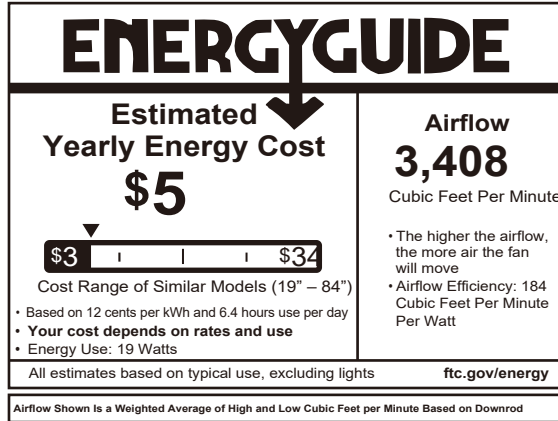 ENERGYGUIDE
Estimated
Yearly Energy Cost
$5
$3
$34
Cost Range of Similar Models (19” – 84”)
• Based on 12 cents per kWh and 6.4 hours use per day
• Your cost depends on rates and use
• Energy Use: 19 Watts
Airflow
3,408
Cubic Feet Per Minute
• The higher the airflow,
the more air the fan
will move
• Airflow Efficiency: 184
Cubic Feet Per Minute
Per Watt
All estimates based on typical use, excluding lights
ftc.gov/energy
Airflow Shown Is a Weighted Average of High and Low Cubic Feet per Minute Based on Downrod